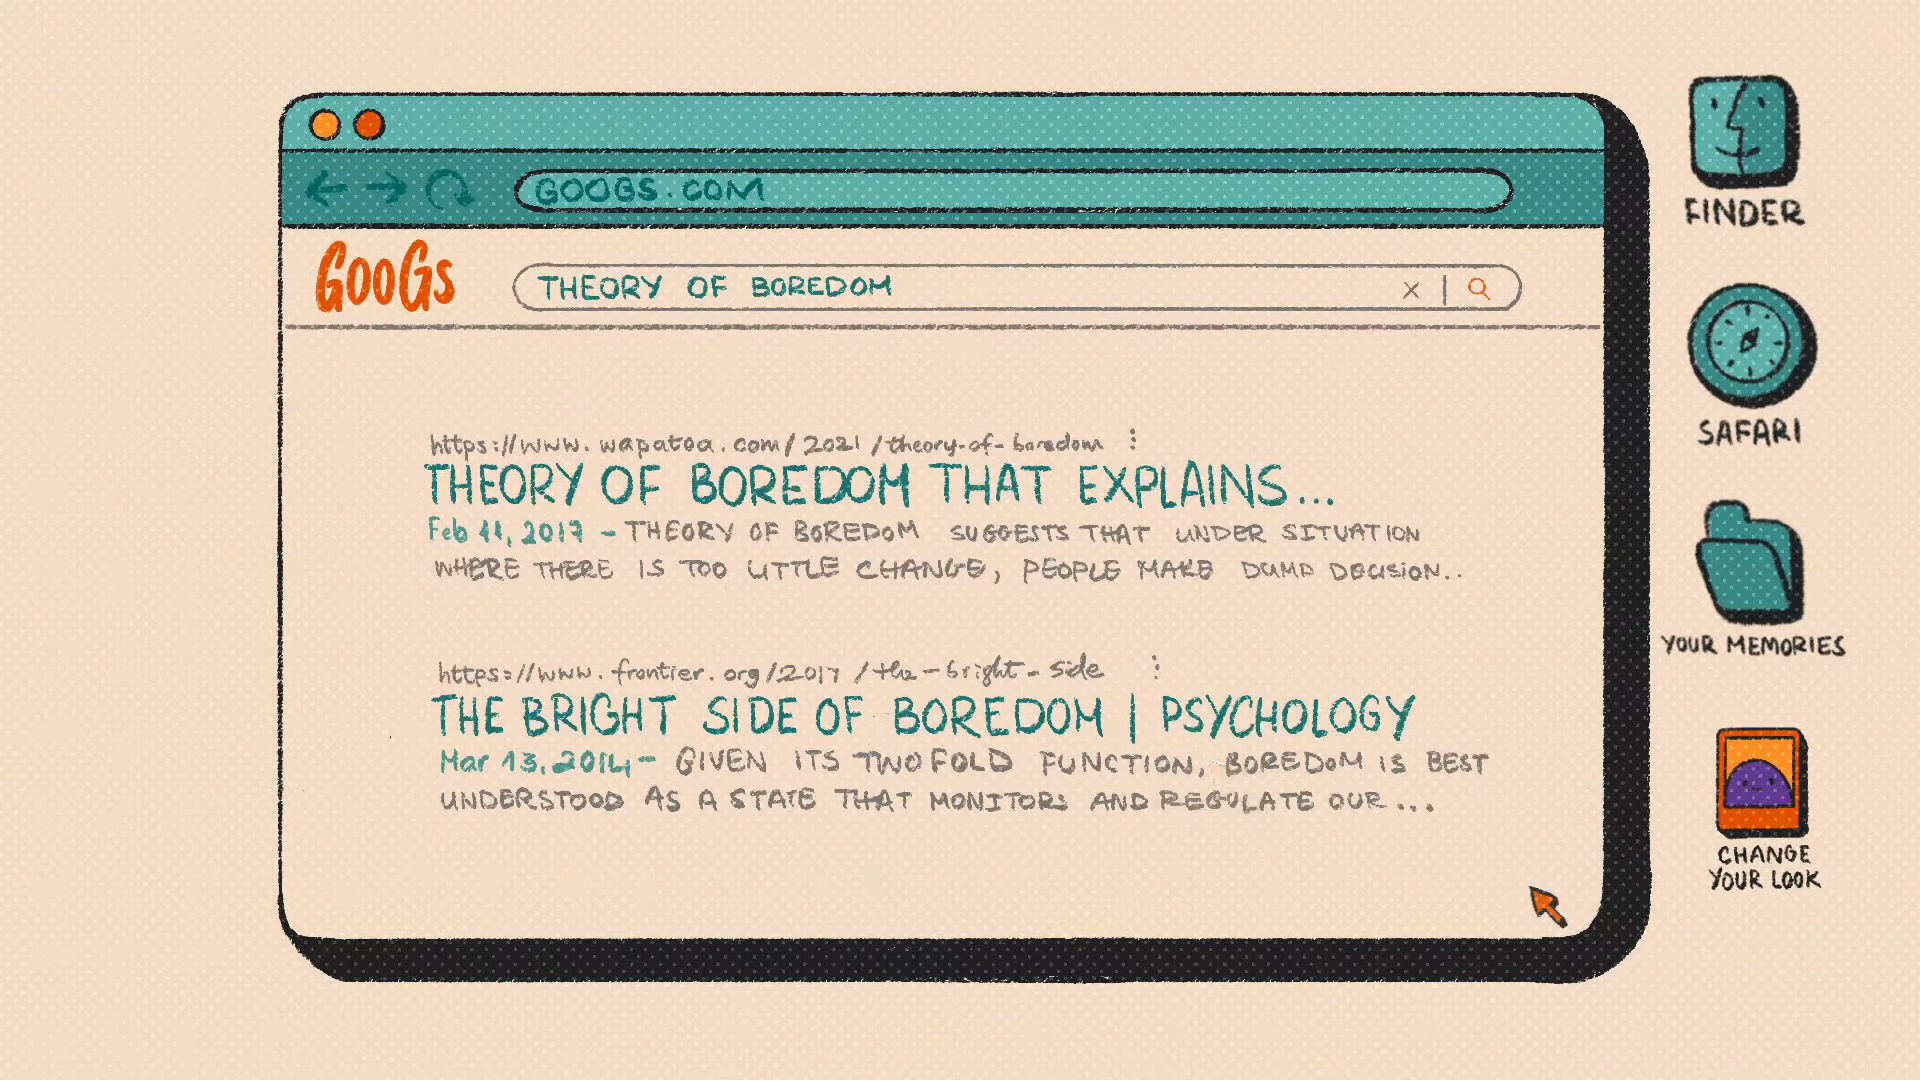 GOOGS.COM
GOOGS
THEORY OF BOREDOM
https://www.wapatoa.com/2021/theory-of-boredom
THEORY OF BOREDOM THAT EXPLAINS...
Feb 11, 2017 - THEORY OF BOREDOM SUGGESTS THAT UNDER SITUATION
WHERE THERE IS TOO LITTLE CHANGE, PEOPLE MAKE DUMP DECISION..
https://www.frontier.org/2017/the-bright-side
THE BRIGHT SIDE OF BOREDOM | PSYCHOLOGY
Mar 13, 2014 - GIVEN ITS TWOFOLD FUNCTION, BOREDOM IS BEST
UNDERSTOOD AS A STATE THAT MONITORS AND REGULATE OUR...
FINDER
SAFARI
YOUR MEMORIES
CHANGE
YOUR LOOK